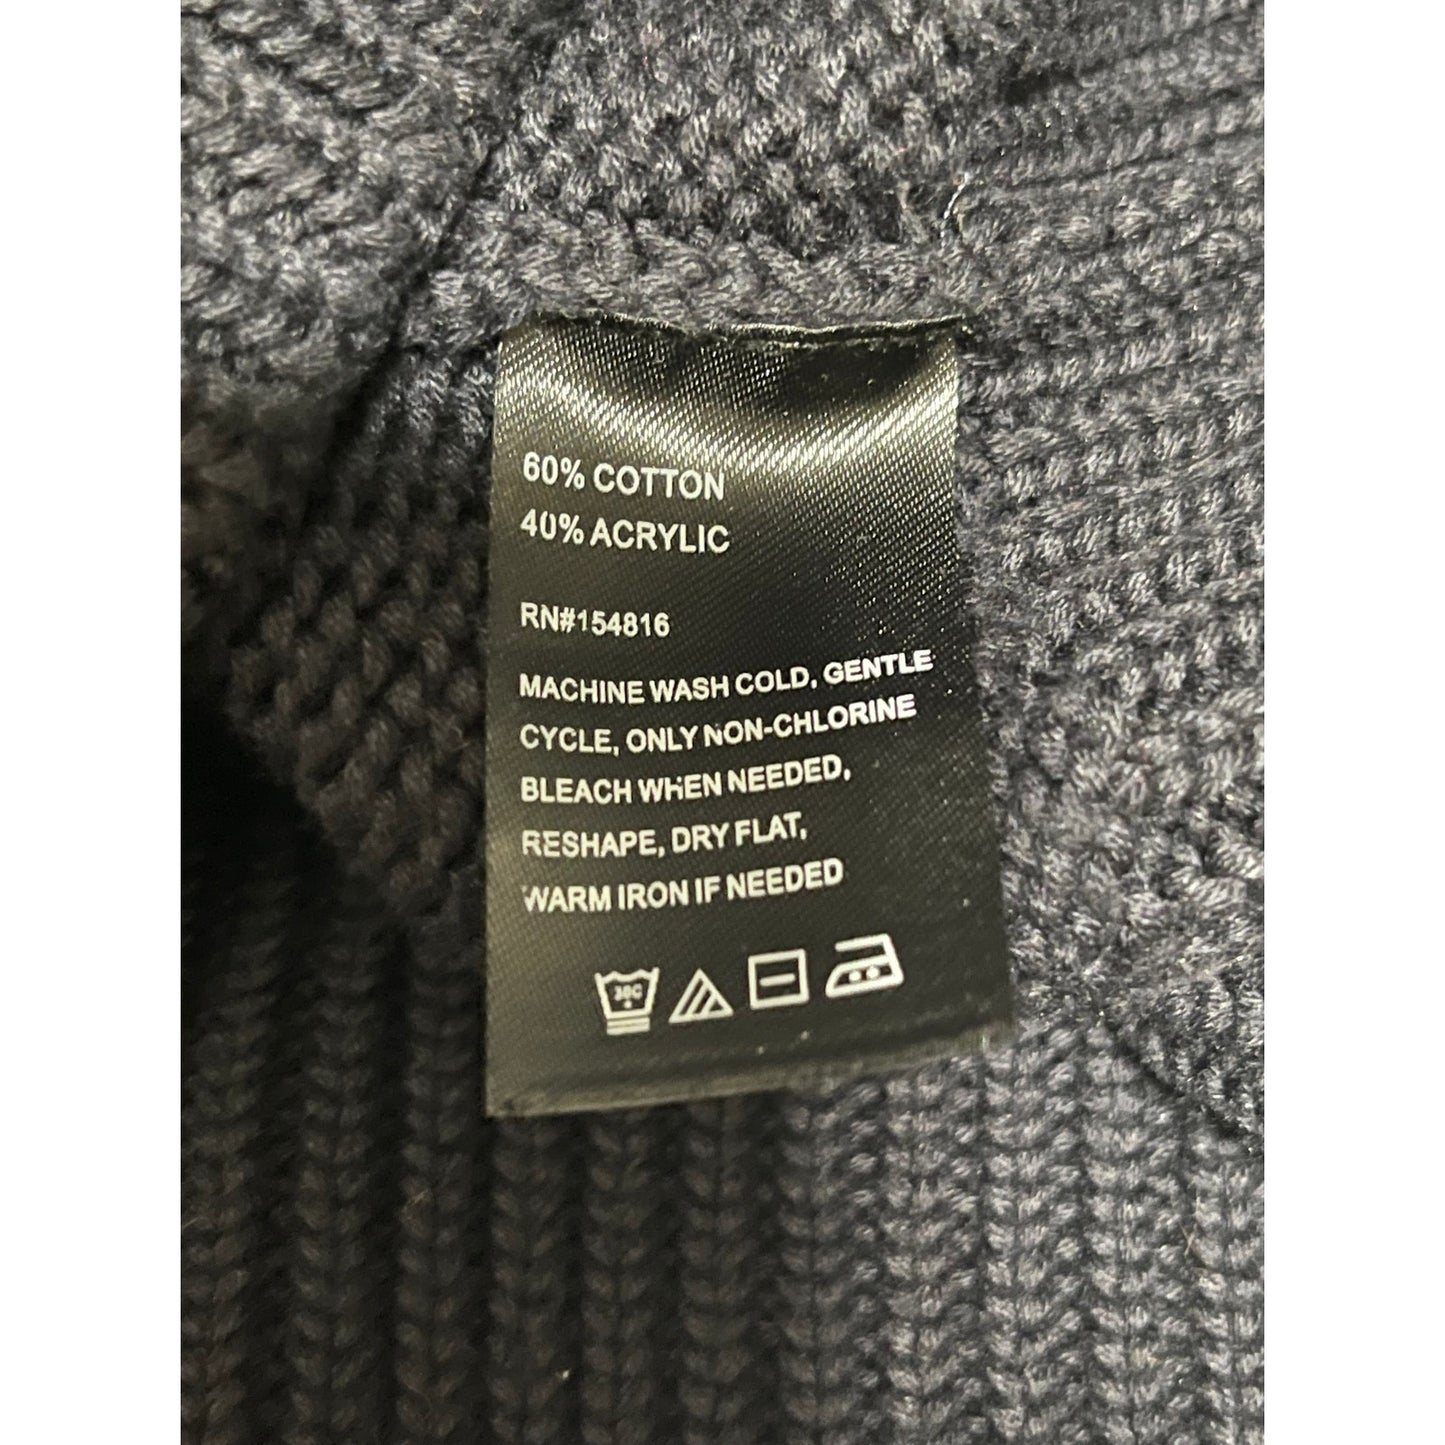 60% COTTON
40% ACRYLIC
RN#154816
MACHINE WASH COLD, GENTLE
CYCLE, ONLY NON-CHLORINE
BLEACH WHEN NEEDED,
RESHAPE, DRY FLAT,
WARM IRON IF NEEDED